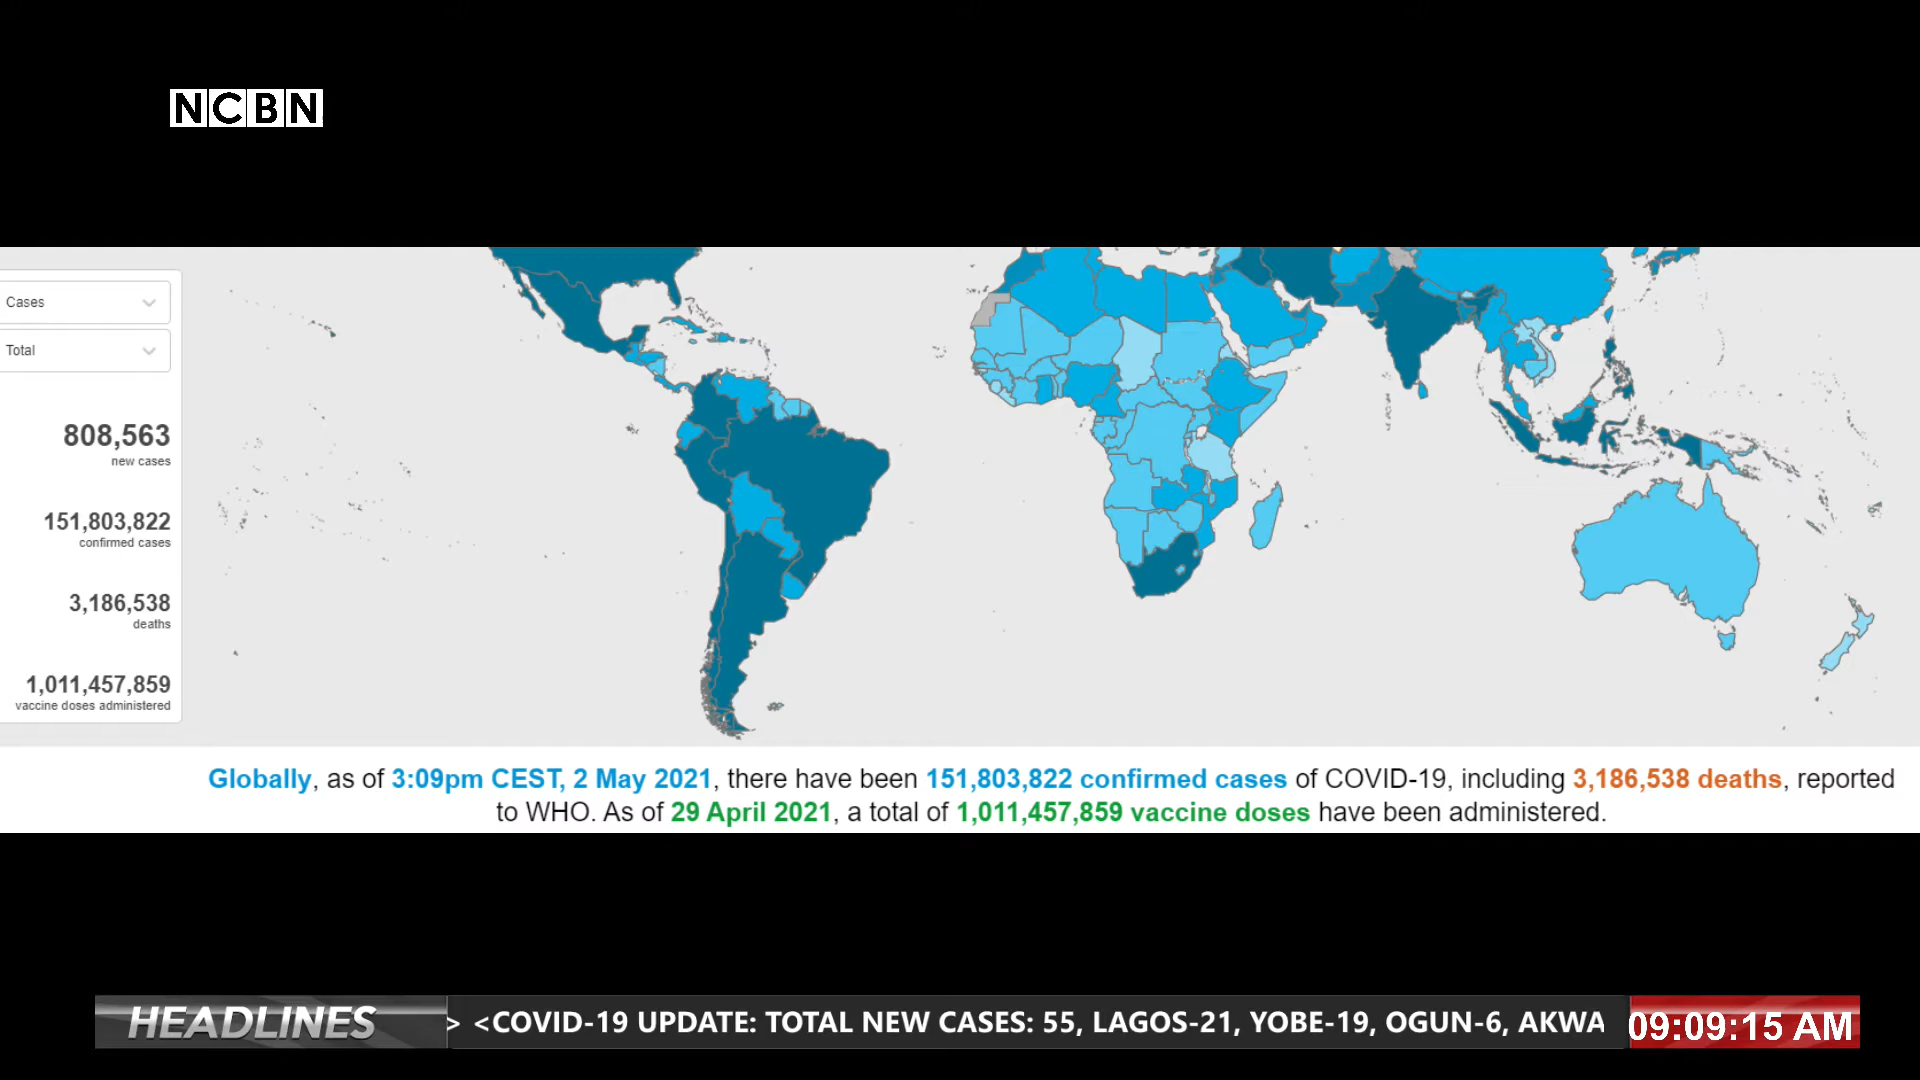 NCBN
Cases
Total
808,563
new cases
151,803,822
confirmed cases
3,186,538
deaths
1,011,457,859
vaccine doses administered
Globally, as of 3:09pm CEST, 2 May 2021, there have been 151,803,822 confirmed cases of COVID-19, including 3,186,538 deaths, reported
to WHO. As of 29 April 2021, a total of 1,011,457,859 vaccine doses have been administered.
HEADLINES
> <COVID-19 UPDATE: TOTAL NEW CASES: 55, LAGOS-21, YOBE-19, OGUN-6, AKWA
09:09:15 AM